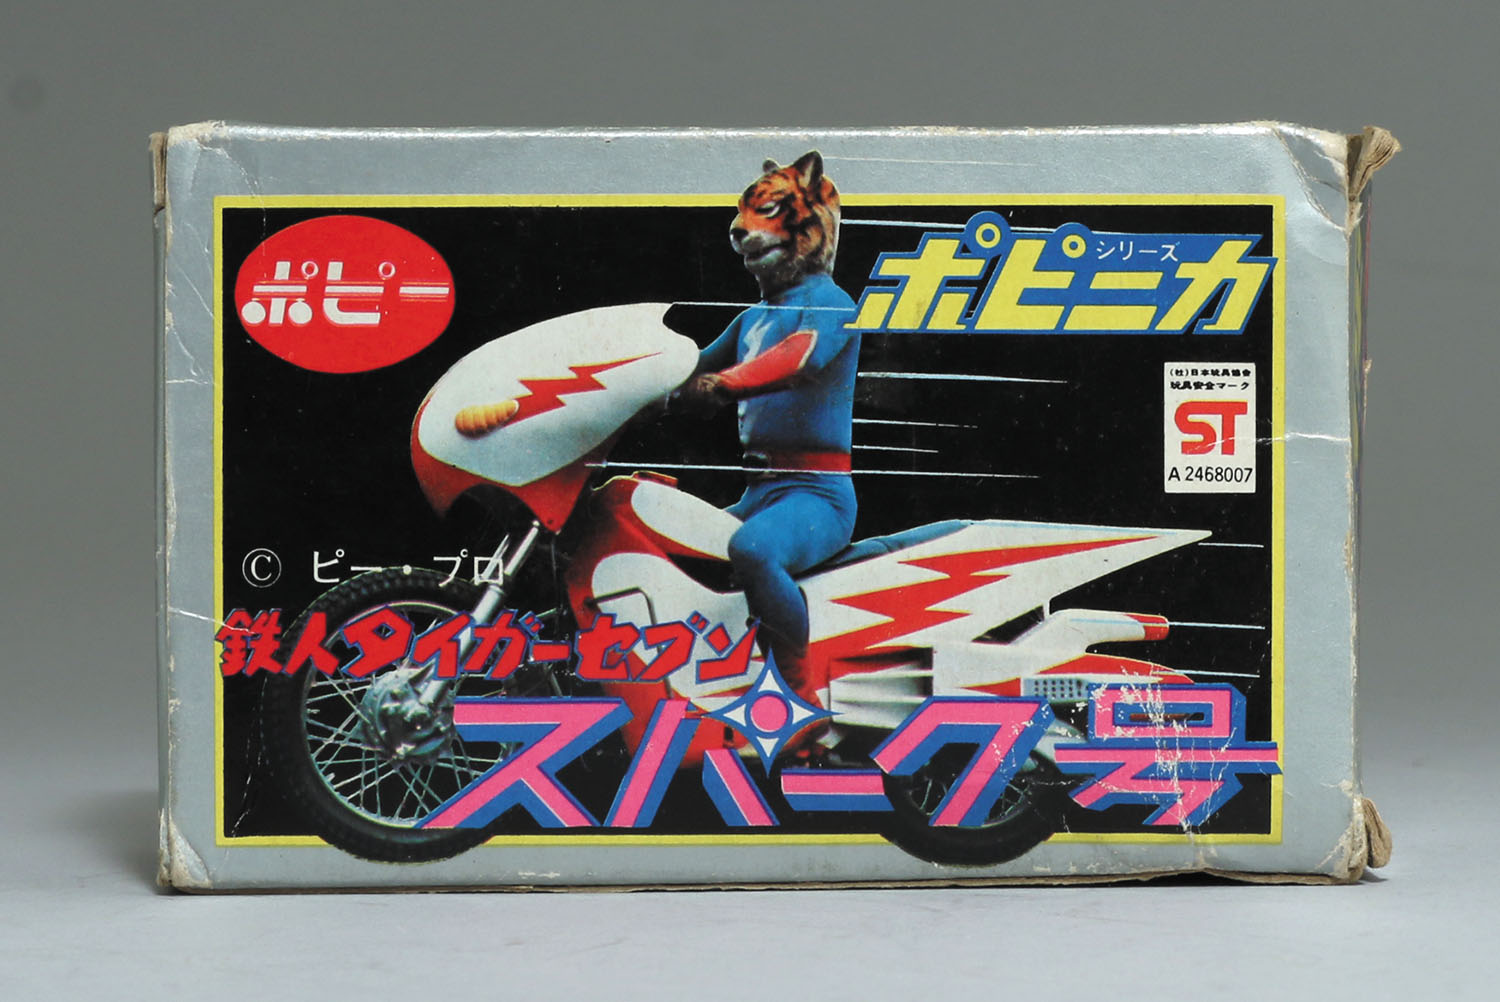 ポピー
シリーズ
ポピニカ
(社)日本玩具協会
玩具安全マーク
ST
A 2468007
© ピー・プロ
鉄人タイガーセブン
スパーク号